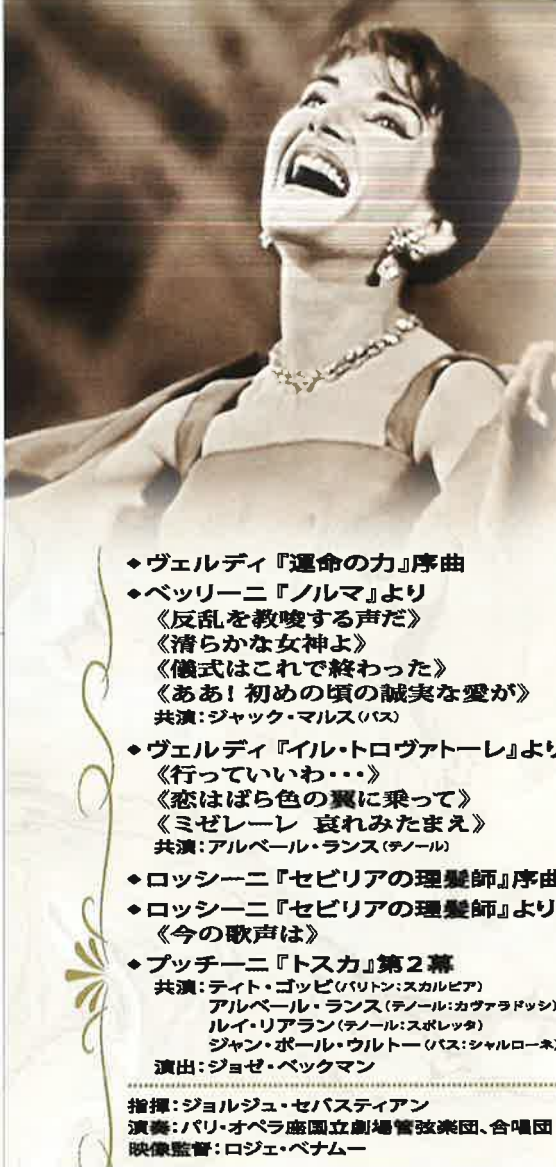 ◆ヴェルディ『運命の力』序曲
◆ベッリーニ『ノルマ』より
《反乱を教唆する声だ》
《清らかな女神よ》
《儀式はこれで終わった》
《ああ! 初めの頃の誠実な愛が》
共演:ジャック・マルス(バス)
◆ヴェルディ『イル・トロヴァトーレ』より
《行っていいわ・・・》
《恋はばら色の翼に乗って》
《ミゼレーレ 哀れみたまえ》
共演:アルベール・ランス(テノール)
◆ロッシーニ『セビリアの理髪師』序曲
◆ロッシーニ『セビリアの理髪師』より
《今の歌声は》
◆プッチーニ『トスカ』第2幕
共演:ティト・ゴッビ(バリトン:スカルピア)
アルベール・ランス(テノール:カヴァラドッシ)
ルイ・リアラン(テノール:スポレッタ)
ジャン・ポール・ウルトー(バス:シャルローネ)
演出:ジョゼ・ベックマン
指揮:ジョルジュ・セバスティアン
演奏:パリ・オペラ座国立劇場管弦楽団、合唱団
映像監督:ロジェ・ベナムー